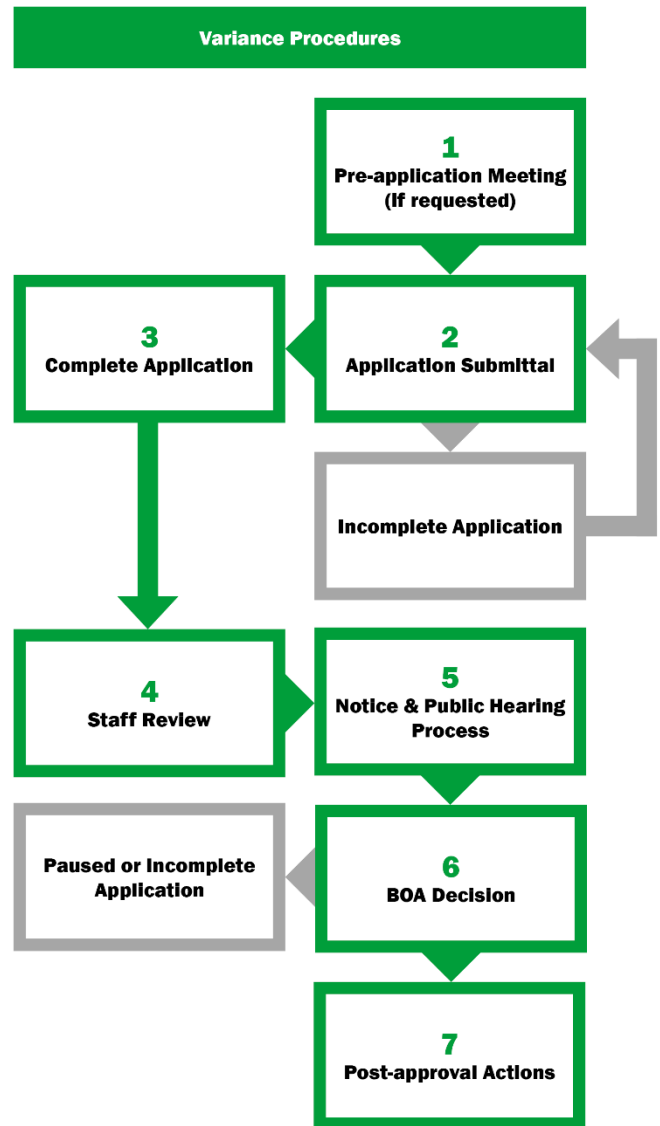 Variance Procedures
1
Pre-application Meeting
(If requested)
3
Complete Application
2
Application Submittal
Incomplete Application
4
Staff Review
5
Notice & Public Hearing
Process
Paused or Incomplete
Application
6
BOA Decision
7
Post-approval Actions